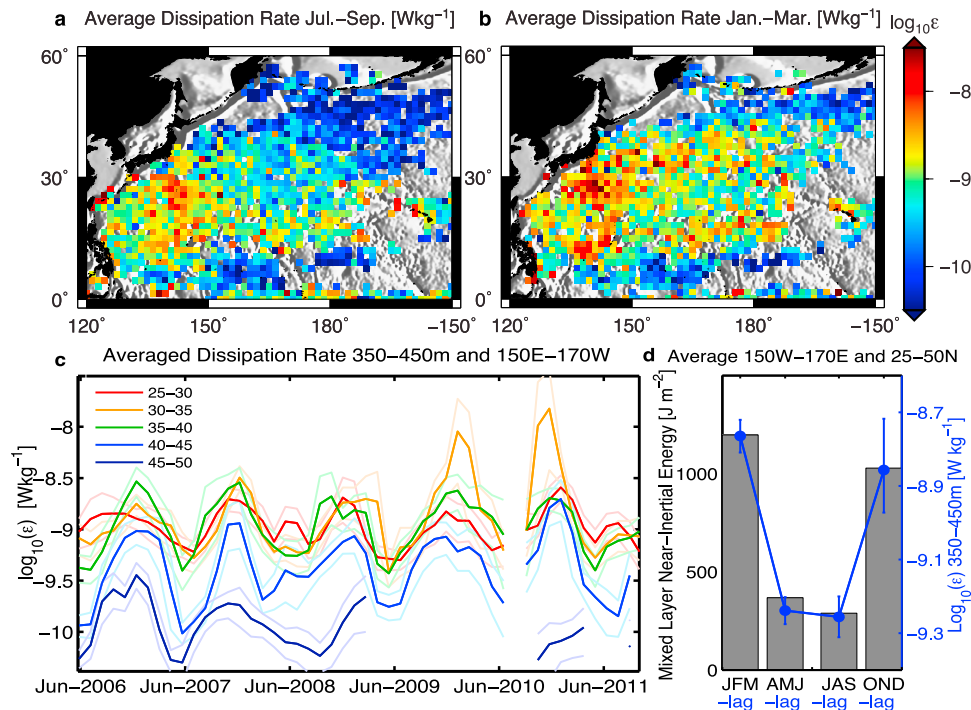 a Average Dissipation Rate Jul.–Sep. [Wkg⁻¹]
b Average Dissipation Rate Jan.–Mar. [Wkg⁻¹]
log₁₀ε
60°
30°
0°
120°
150°
180°
−150°
60°
30°
0°
120°
150°
180°
−150°
−8
−9
−10
c Averaged Dissipation Rate 350–450m and 150E–170W
log₁₀(ε) [Wkg⁻¹]
−8
−8.5
−9
−9.5
−10
25–30
30–35
35–40
40–45
45–50
Jun–2006
Jun–2007
Jun–2008
Jun–2009
Jun–2010
Jun–2011
d Average 150W–170E and 25–50N
Mixed Layer Near–Inertial Energy [J m⁻²]
1000
500
0
JFM
AMJ
JAS
OND
−lag
−lag
−lag
−lag
−8.7
−8.9
−9.1
−9.3
Log₁₀(ε) 350–450m [W kg⁻¹]